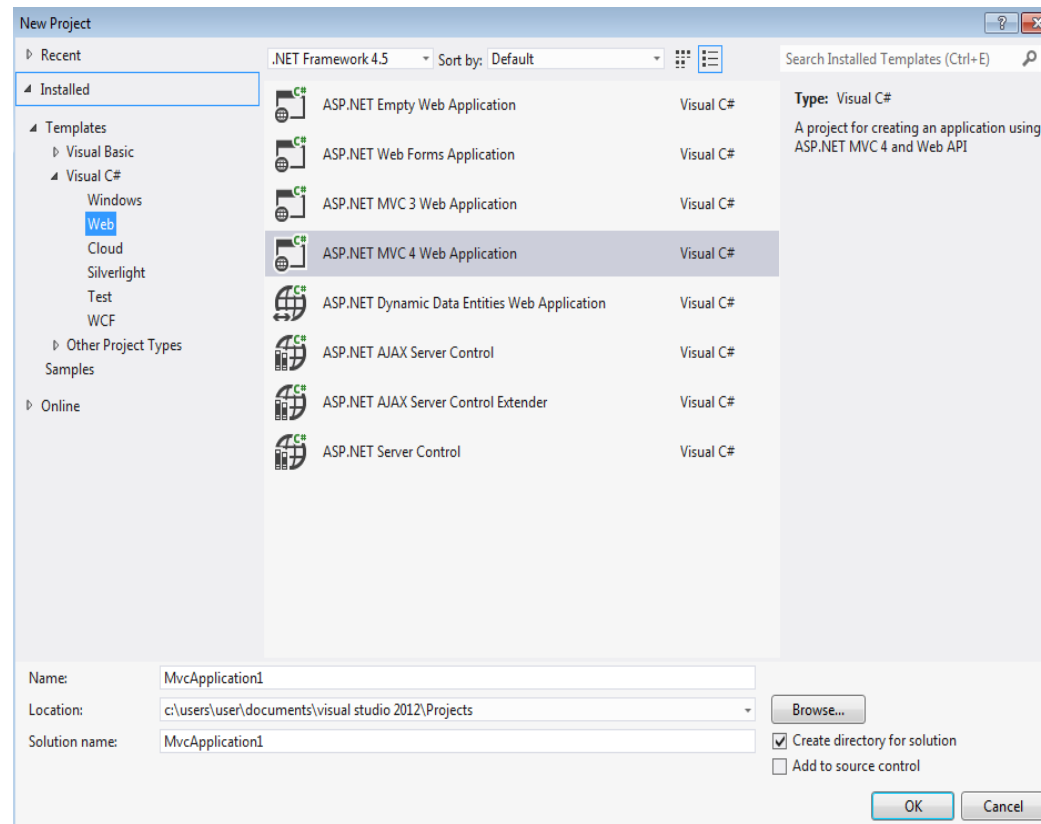 New Project
Recent
.NET Framework 4.5 Sort by: Default
Search Installed Templates (Ctrl+E)
Installed
Templates
Visual Basic
Visual C#
Windows
Web
Cloud
Silverlight
Test
WCF
Other Project Types
Samples
Online
ASP.NET Empty Web Application Visual C#
ASP.NET Web Forms Application Visual C#
ASP.NET MVC 3 Web Application Visual C#
ASP.NET MVC 4 Web Application Visual C#
ASP.NET Dynamic Data Entities Web Application Visual C#
ASP.NET AJAX Server Control Visual C#
ASP.NET AJAX Server Control Extender Visual C#
ASP.NET Server Control Visual C#
Type: Visual C#
A project for creating an application using
ASP.NET MVC 4 and Web API
Name: MvcApplication1
Location: c:\users\user\documents\visual studio 2012\Projects
Browse...
Solution name: MvcApplication1
Create directory for solution
Add to source control
OK Cancel